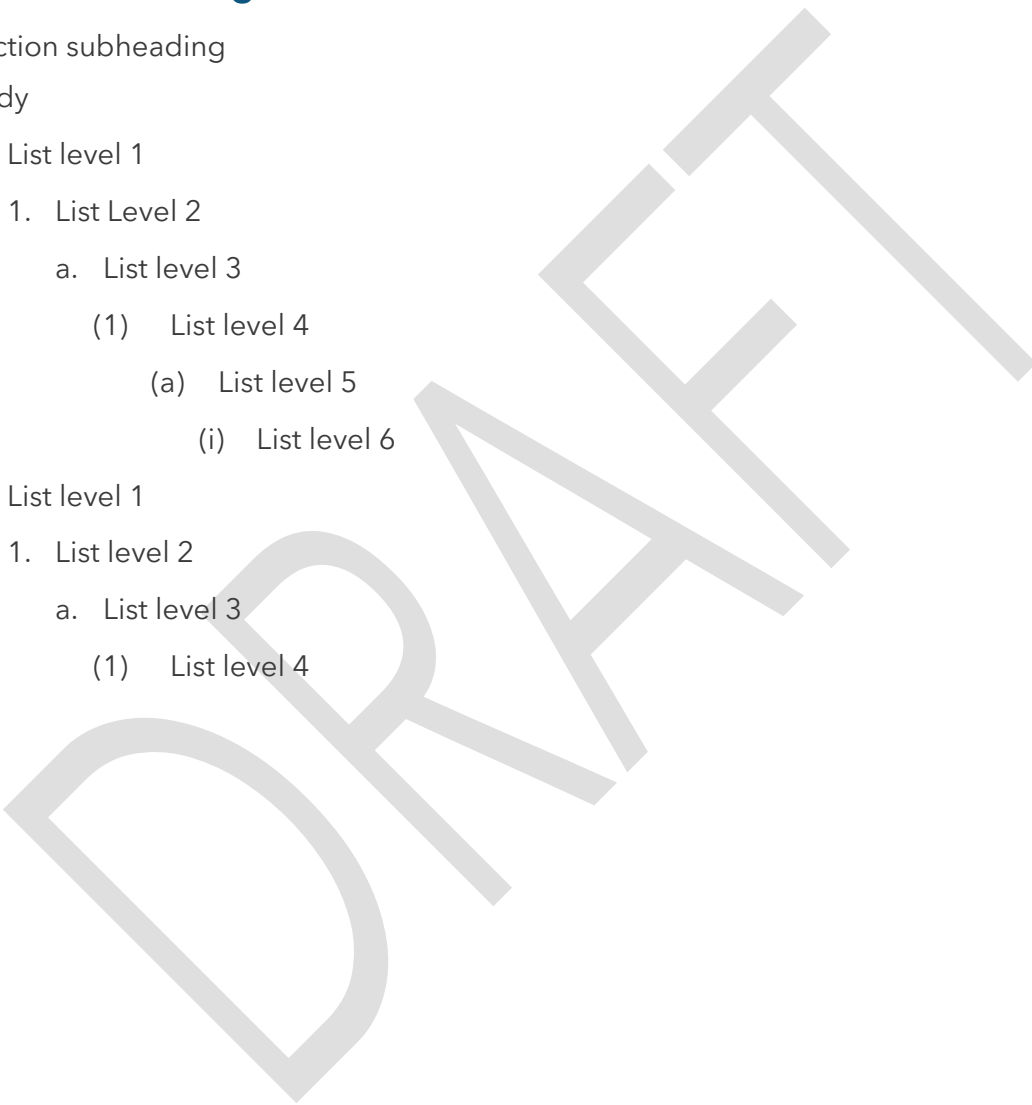 ction subheading
dy
List level 1
1. List Level 2
a. List level 3
(1) List level 4
(a) List level 5
(i) List level 6
List level 1
1. List level 2
a. List level 3
(1) List level 4
DRAFT